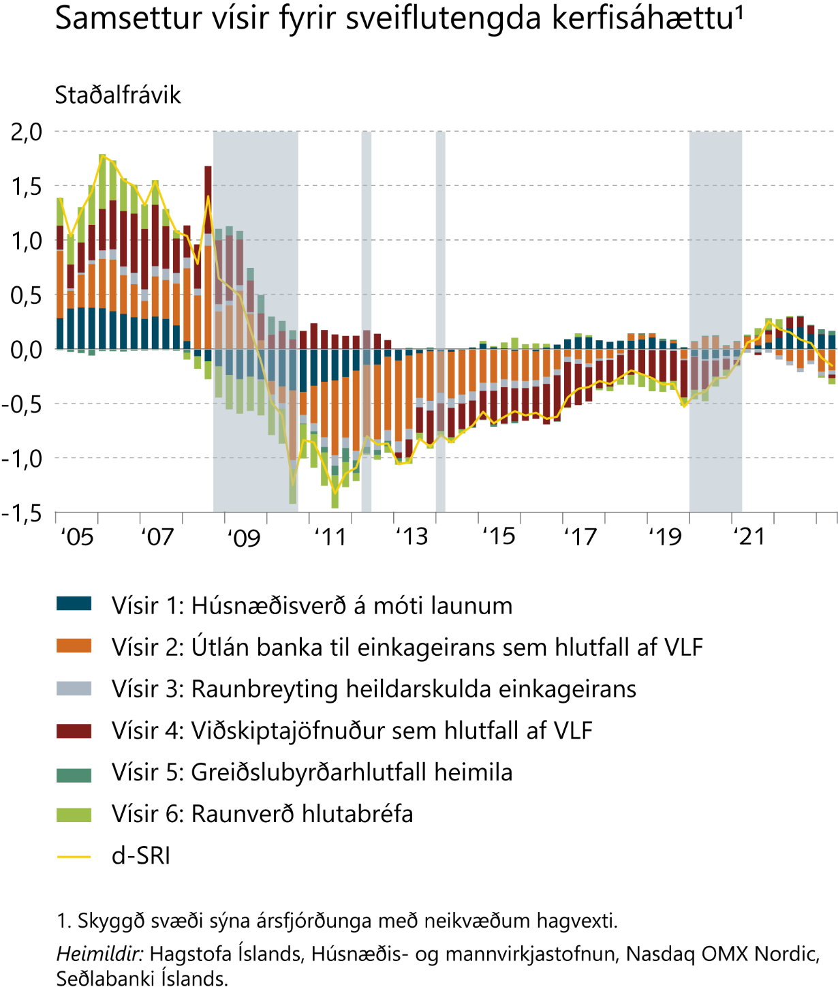 Samsettur vísir fyrir sveiflutengda kerfisáhættu¹
Staðalfrávik
2,0
1,5
1,0
0,5
0,0
-0,5
-1,0
-1,5
‘05 ‘07 ‘09 ‘11 ‘13 ‘15 ‘17 ‘19 ‘21
Vísir 1: Húsnæðisverð á móti launum
Vísir 2: Útlán banka til einkageirans sem hlutfall af VLF
Vísir 3: Raunbreyting heildarskulda einkageirans
Vísir 4: Viðskiptajöfnuður sem hlutfall af VLF
Vísir 5: Greiðslubyrðarhlutfall heimila
Vísir 6: Raunverð hlutabréfa
d-SRI
1. Skyggð svæði sýna ársfjórðunga með neikvæðum hagvexti.
Heimildir: Hagstofa Íslands, Húsnæðis- og mannvirkjastofnun, Nasdaq OMX Nordic,
Seðlabanki Íslands.